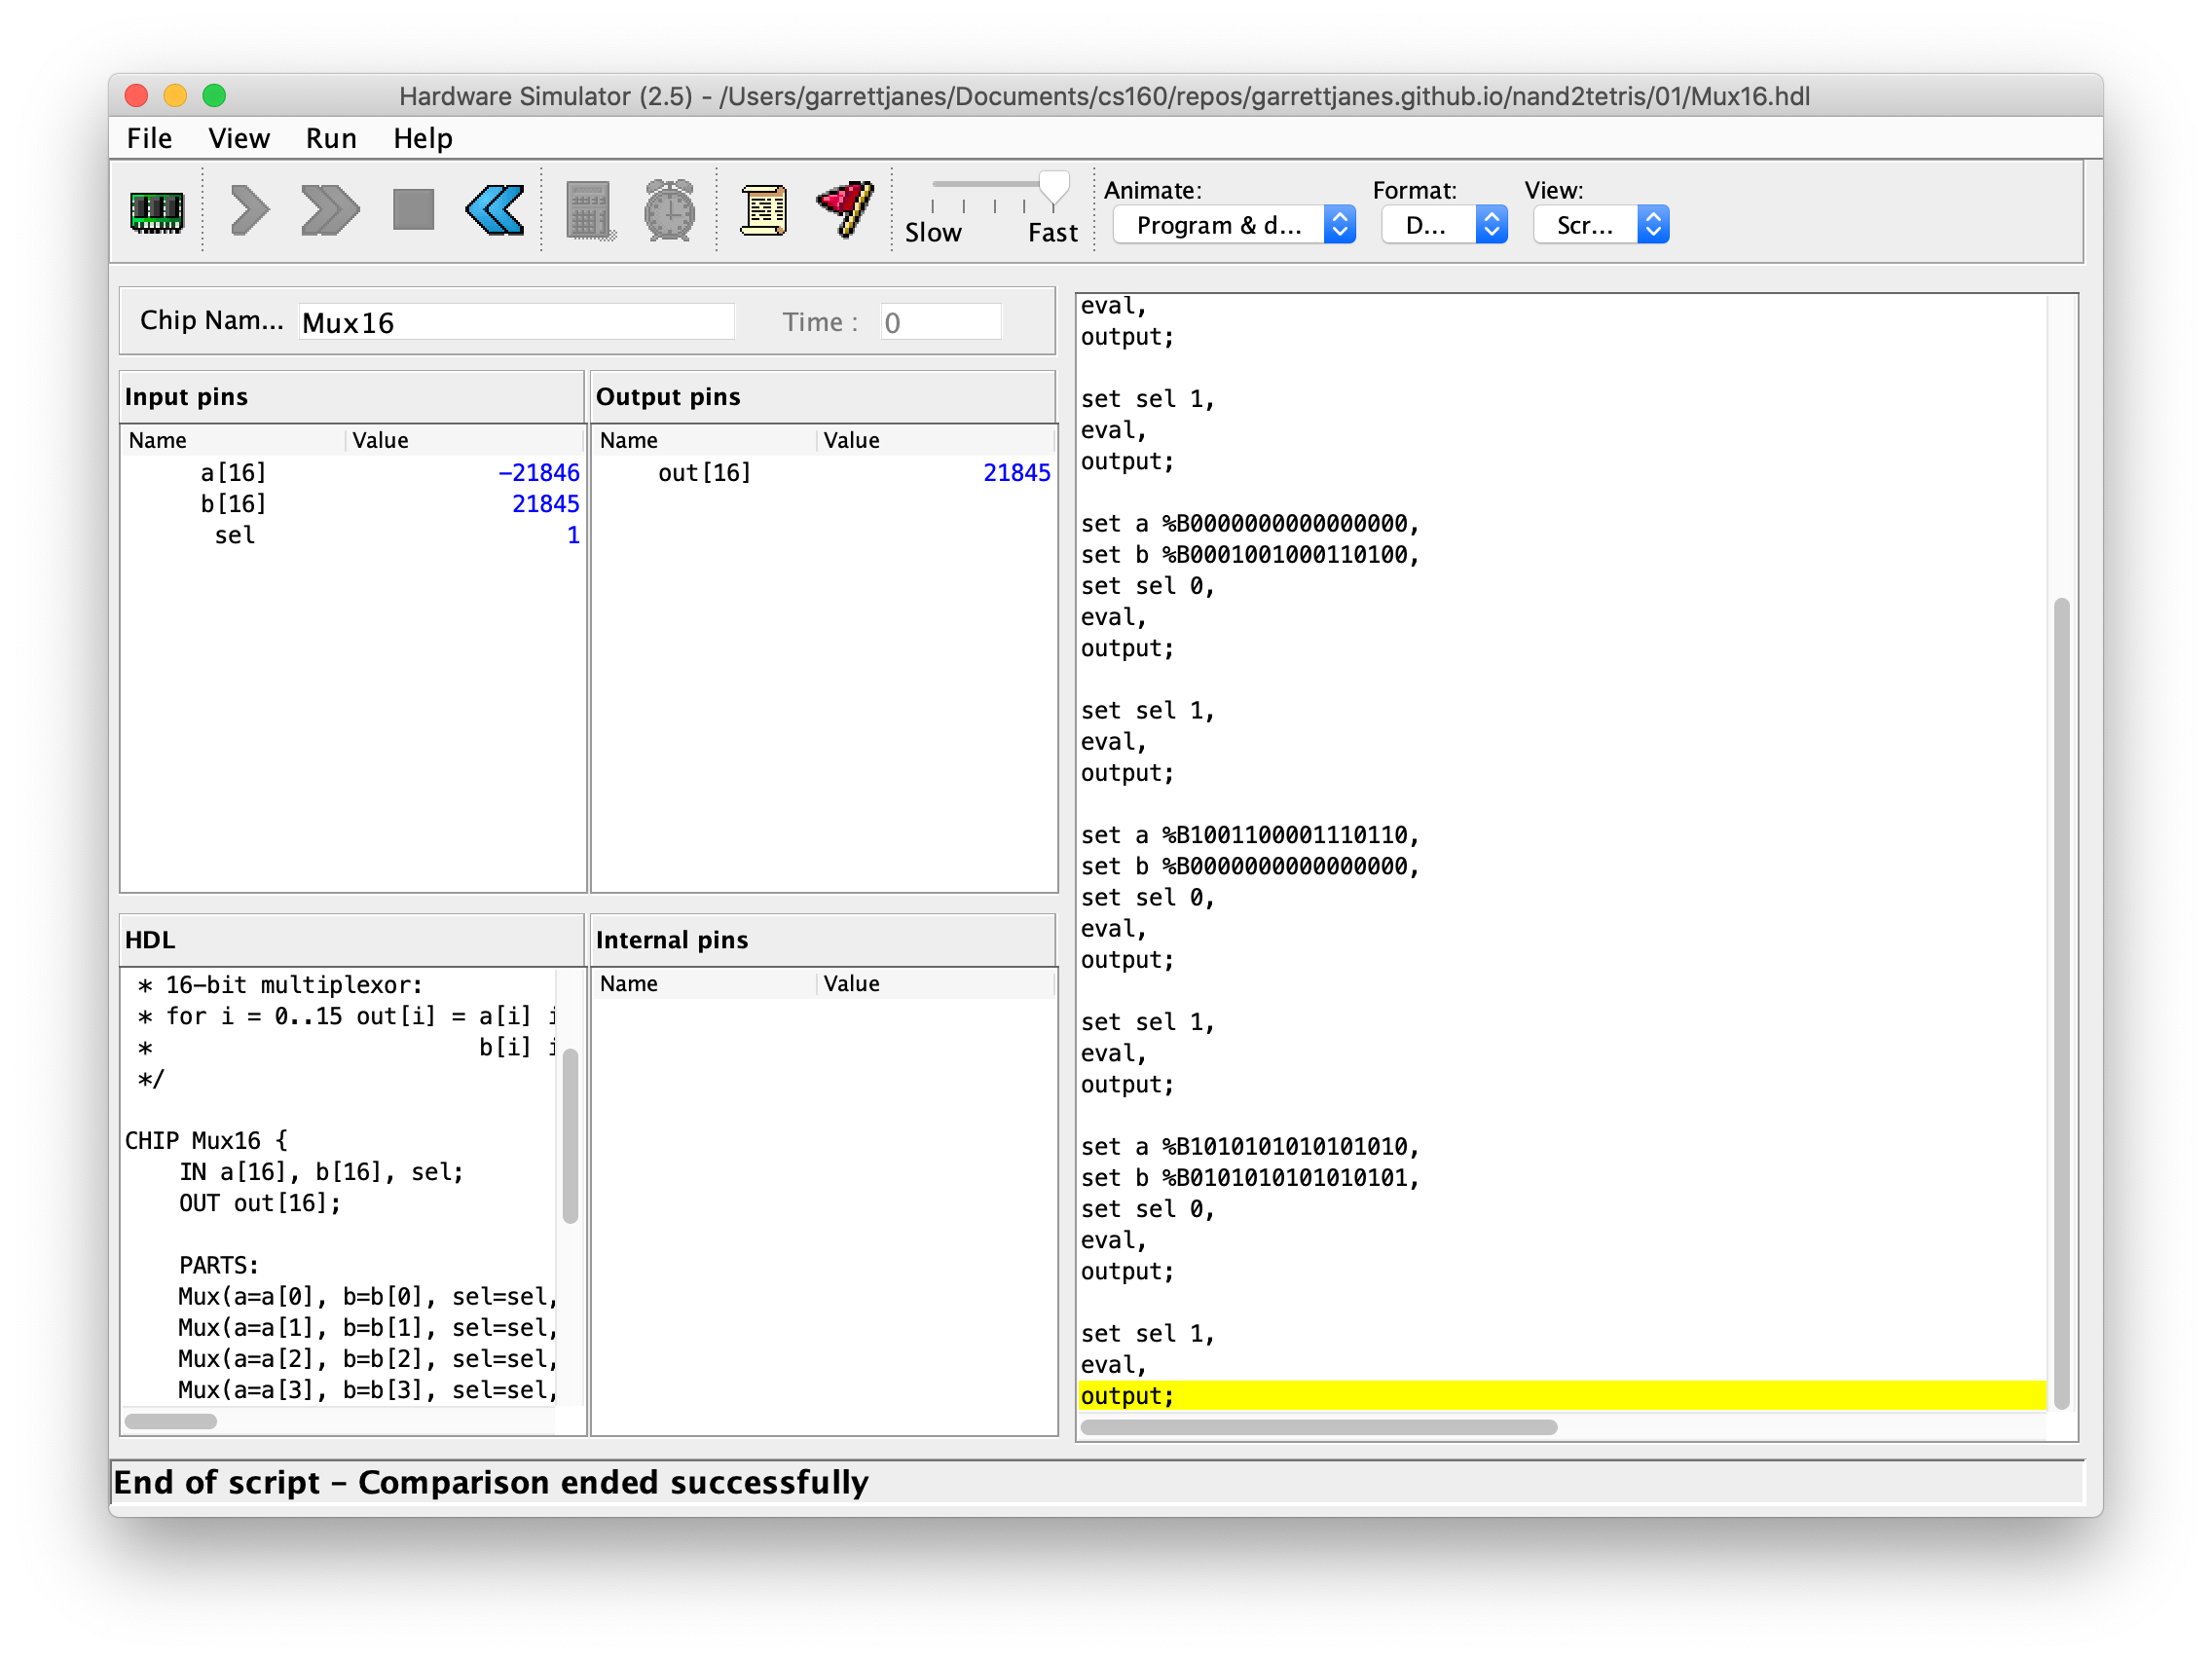 Hardware Simulator (2.5) - /Users/garrettjanes/Documents/cs160/repos/garrettjanes.github.io/nand2tetris/01/Mux16.hdl
File View Run Help
Slow Fast
Animate: Format: View:
Program & d... D... Scr...
Chip Nam... Mux16 Time : 0
Input pins
Name Value
a[16] -21846
b[16] 21845
sel 1
Output pins
Name Value
out[16] 21845
HDL
* 16-bit multiplexor:
* for i = 0..15 out[i] = a[i] i
* b[i] i
*/
CHIP Mux16 {
IN a[16], b[16], sel;
OUT out[16];
PARTS:
Mux(a=a[0], b=b[0], sel=sel,
Mux(a=a[1], b=b[1], sel=sel,
Mux(a=a[2], b=b[2], sel=sel,
Mux(a=a[3], b=b[3], sel=sel,
Internal pins
Name Value
eval,
output;
set sel 1,
eval,
output;
set a %B0000000000000000,
set b %B0001001000110100,
set sel 0,
eval,
output;
set sel 1,
eval,
output;
set a %B1001100001110110,
set b %B0000000000000000,
set sel 0,
eval,
output;
set sel 1,
eval,
output;
set a %B1010101010101010,
set b %B0101010101010101,
set sel 0,
eval,
output;
set sel 1,
eval,
output;
End of script - Comparison ended successfully